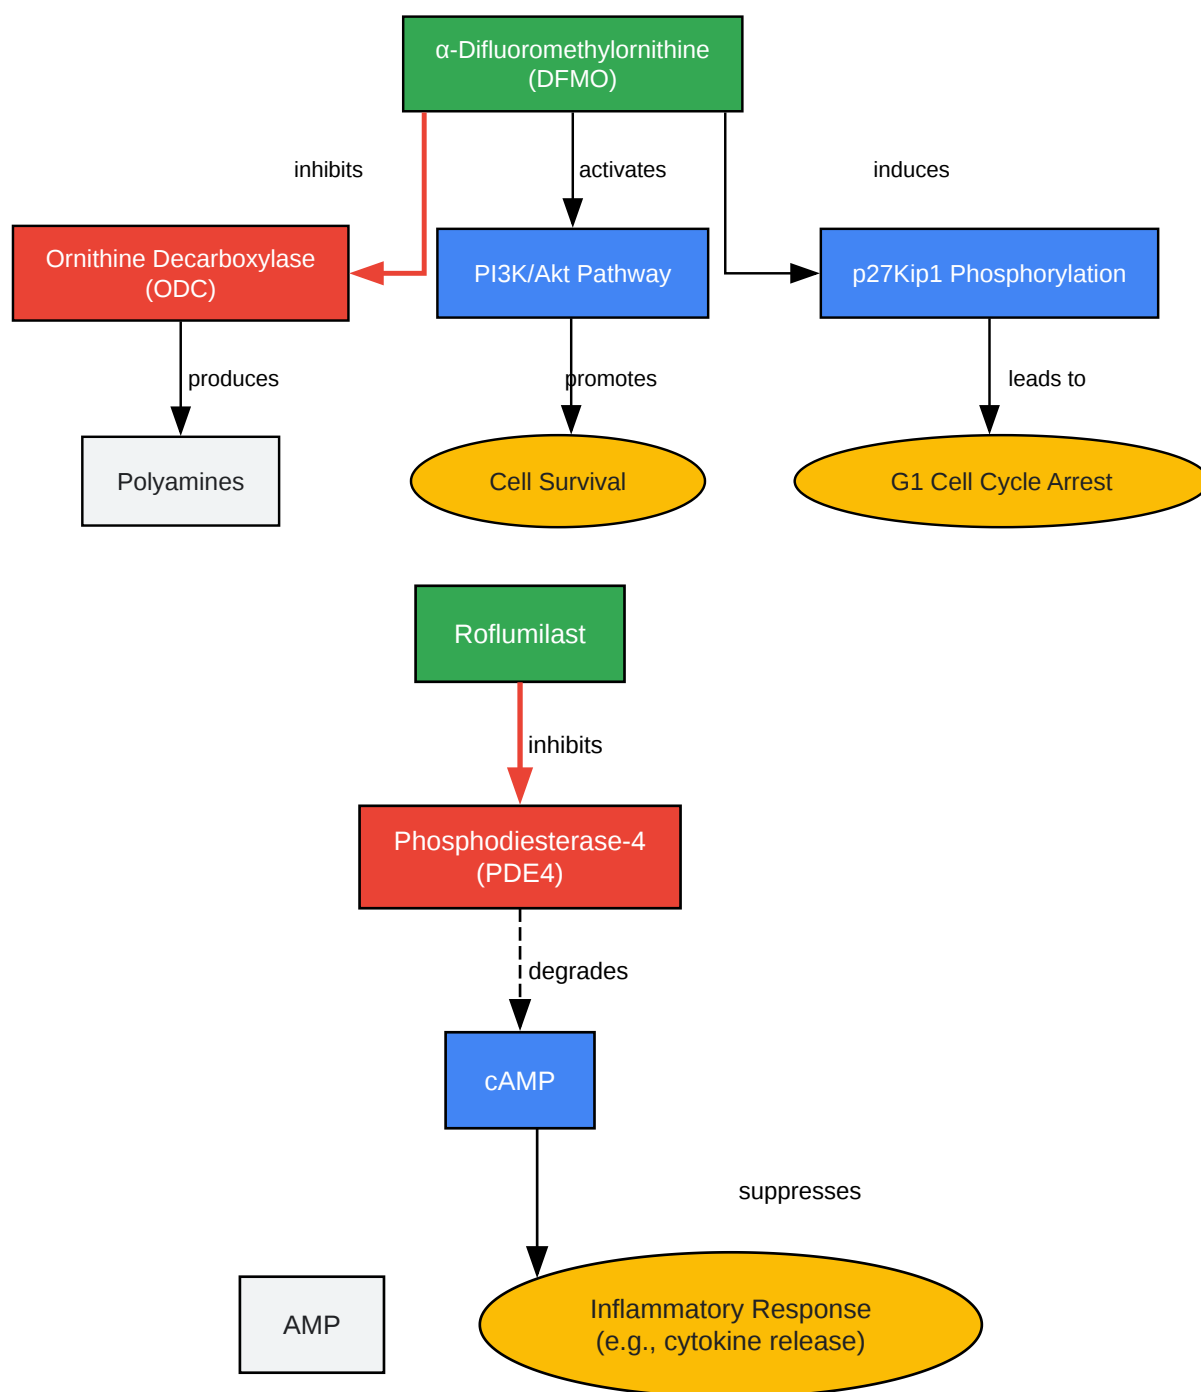 α-Difluoromethylornithine
(DFMO)
inhibits
activates
induces
Ornithine Decarboxylase
(ODC)
PI3K/Akt Pathway
p27Kip1 Phosphorylation
produces
promotes
leads to
Polyamines
Cell Survival
G1 Cell Cycle Arrest
Roflumilast
inhibits
Phosphodiesterase-4
(PDE4)
degrades
cAMP
suppresses
AMP
Inflammatory Response
(e.g., cytokine release)